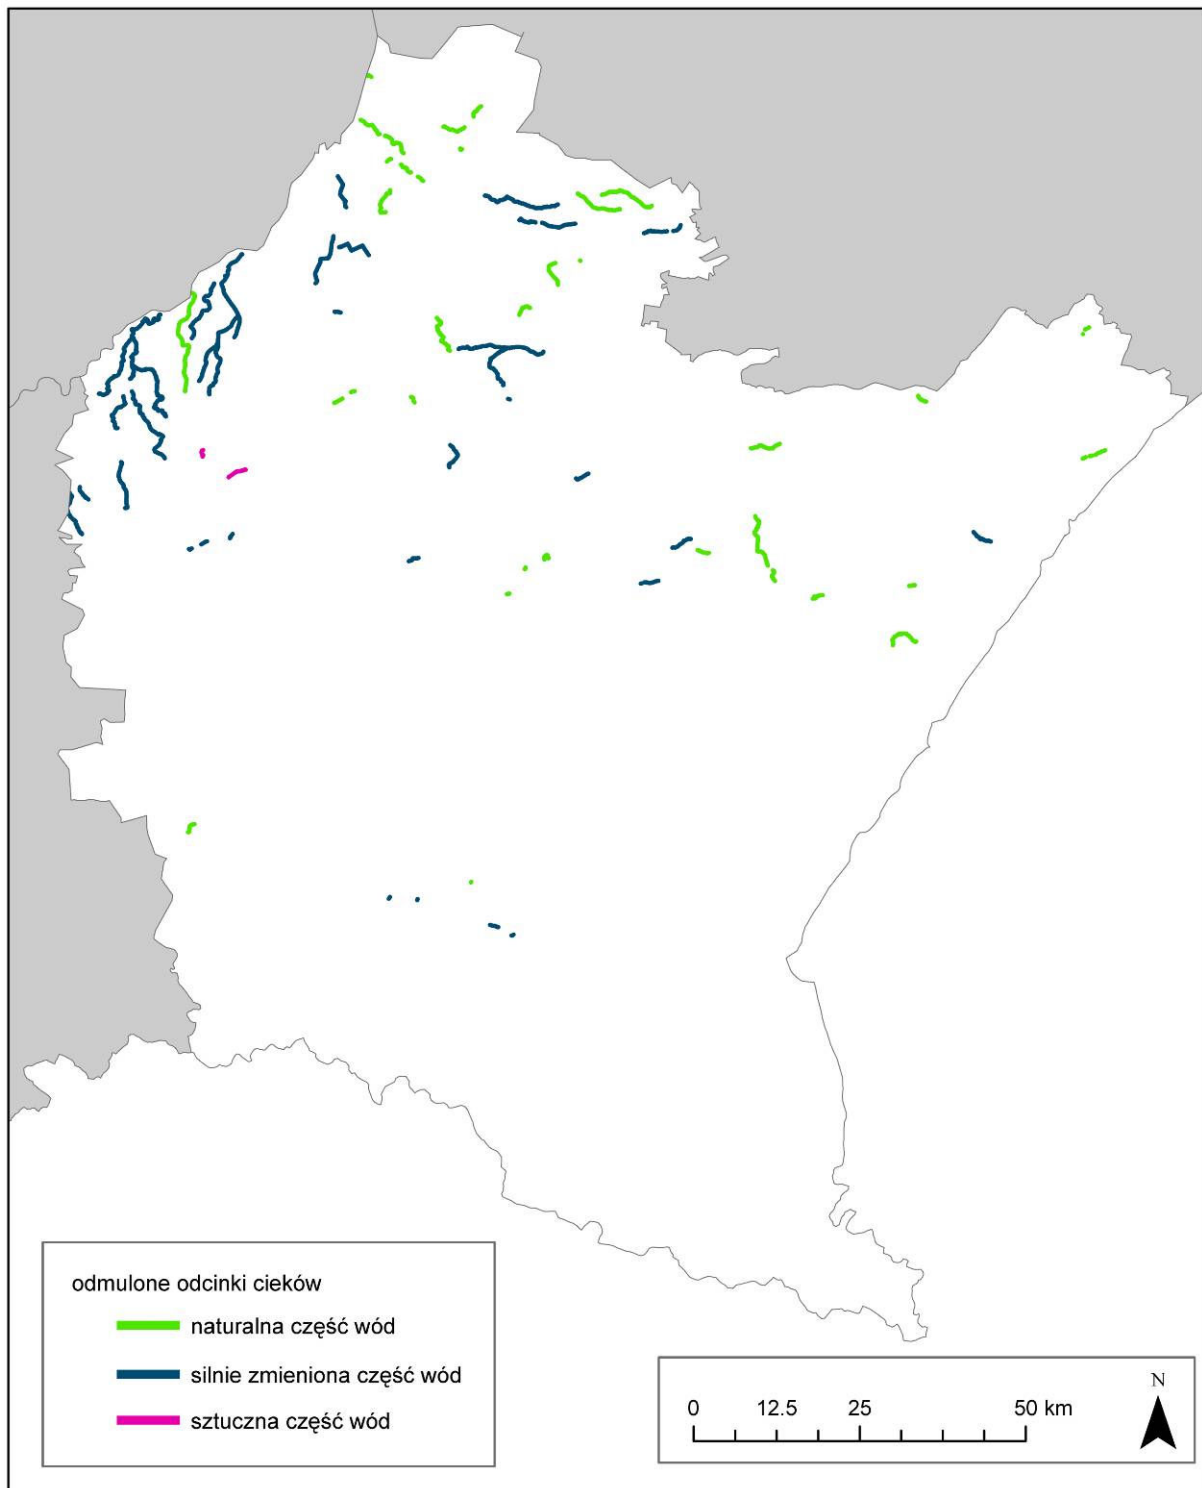 odmulone odcinki cieków
naturalna część wód
silnie zmieniona część wód
sztuczna część wód
0 12.5 25 50 km
N